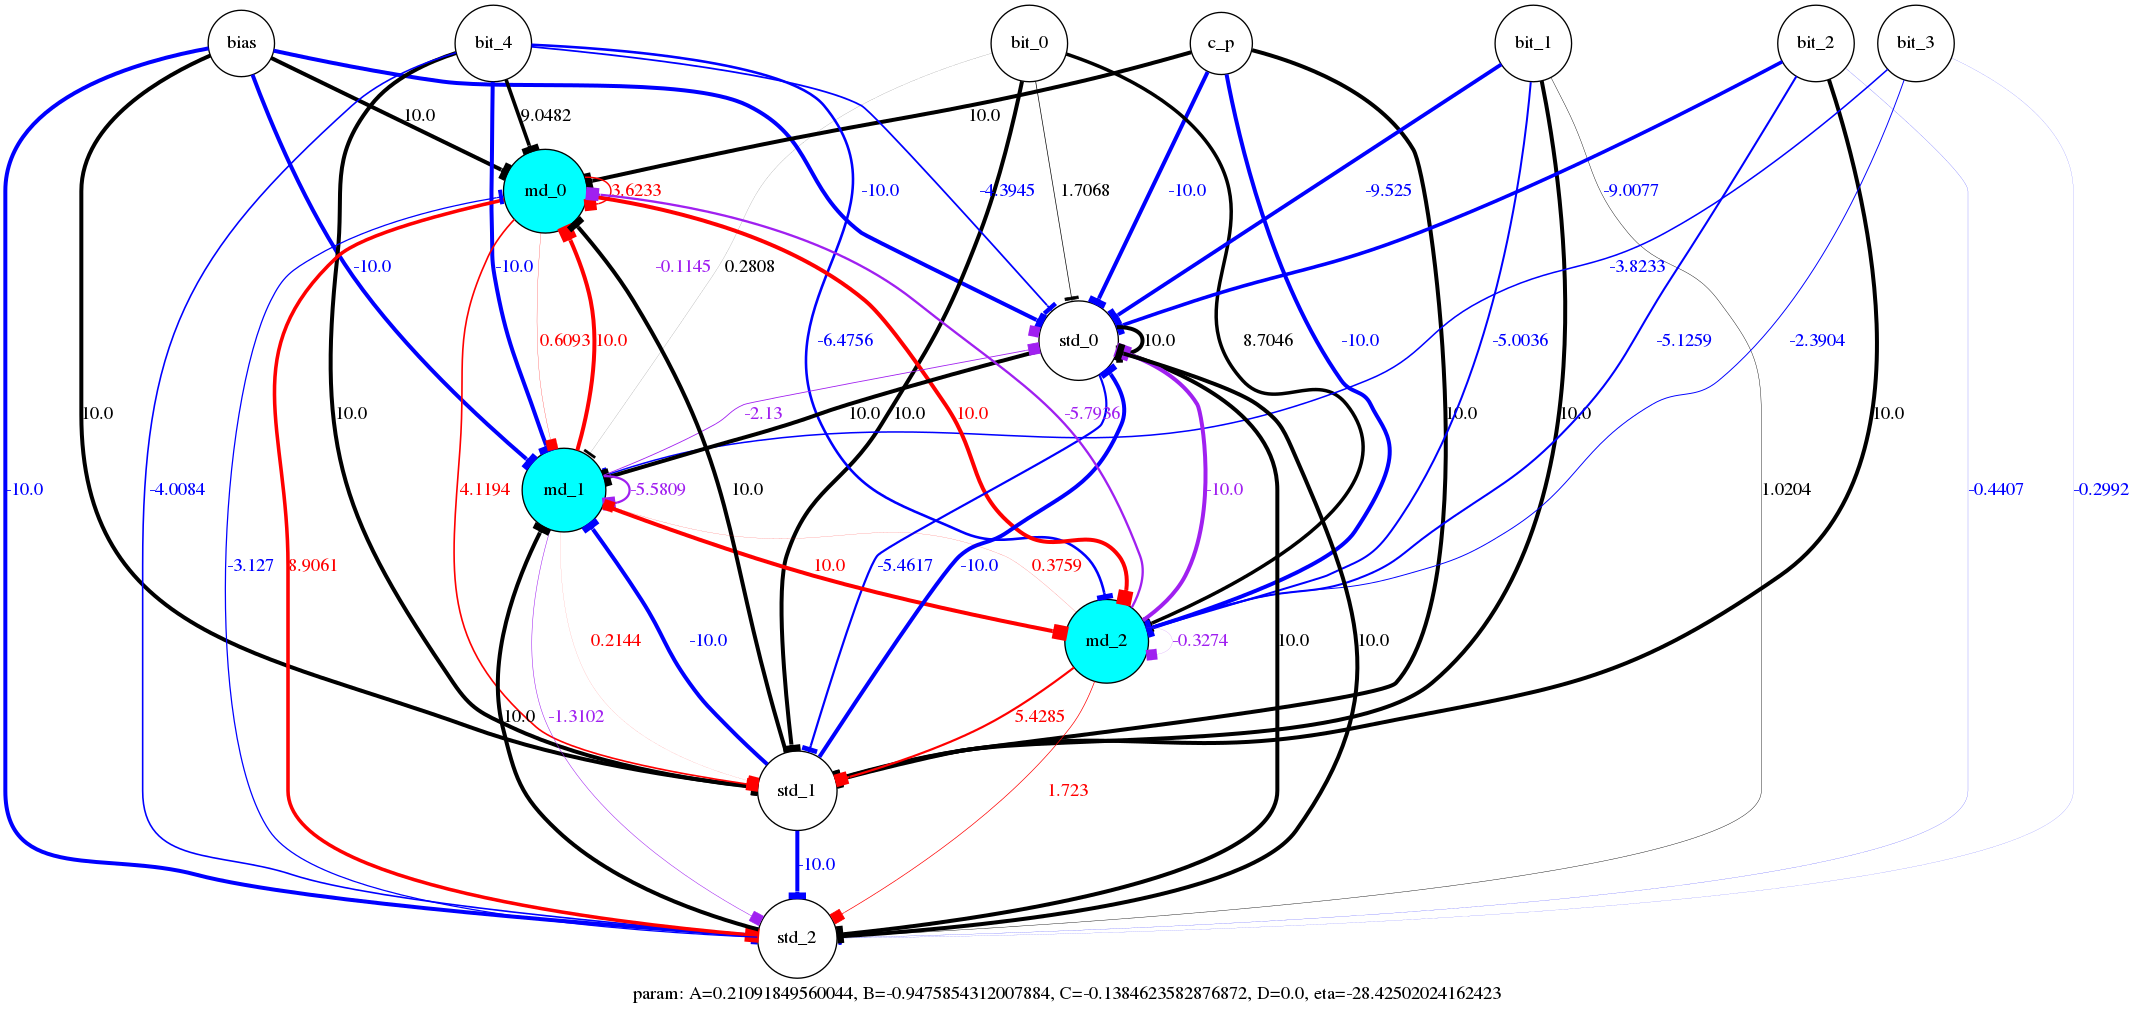 bias bit_4 bit_0 c_p bit_1 bit_2 bit_3
10.0 9.0482 10.0
md_0 3.6233 -10.0 -4.3945 1.7068 -10.0 -9.525 -9.0077
-10.0 -10.0 -0.1145 0.2808 -3.8233
0.6093 10.0 -6.4756 std_0 10.0 8.7046 -10.0 -5.0036 -5.1259 -2.3904
10.0 10.0 -2.13 10.0 10.0 10.0 -5.7936 10.0 10.0 10.0
-10.0 -4.0084 4.1194 md_1 -5.5809 10.0 -10.0 1.0204 -0.4407 -0.2992
-3.127 8.9061 10.0 -5.4617 -10.0 0.3759
0.2144 -10.0 md_2 -0.3274 10.0 10.0
10.0 -1.3102 5.4285
std_1 1.723
-10.0
std_2
param: A=0.21091849560044, B=-0.9475854312007884, C=-0.1384623582876872, D=0.0, eta=-28.42502024162423